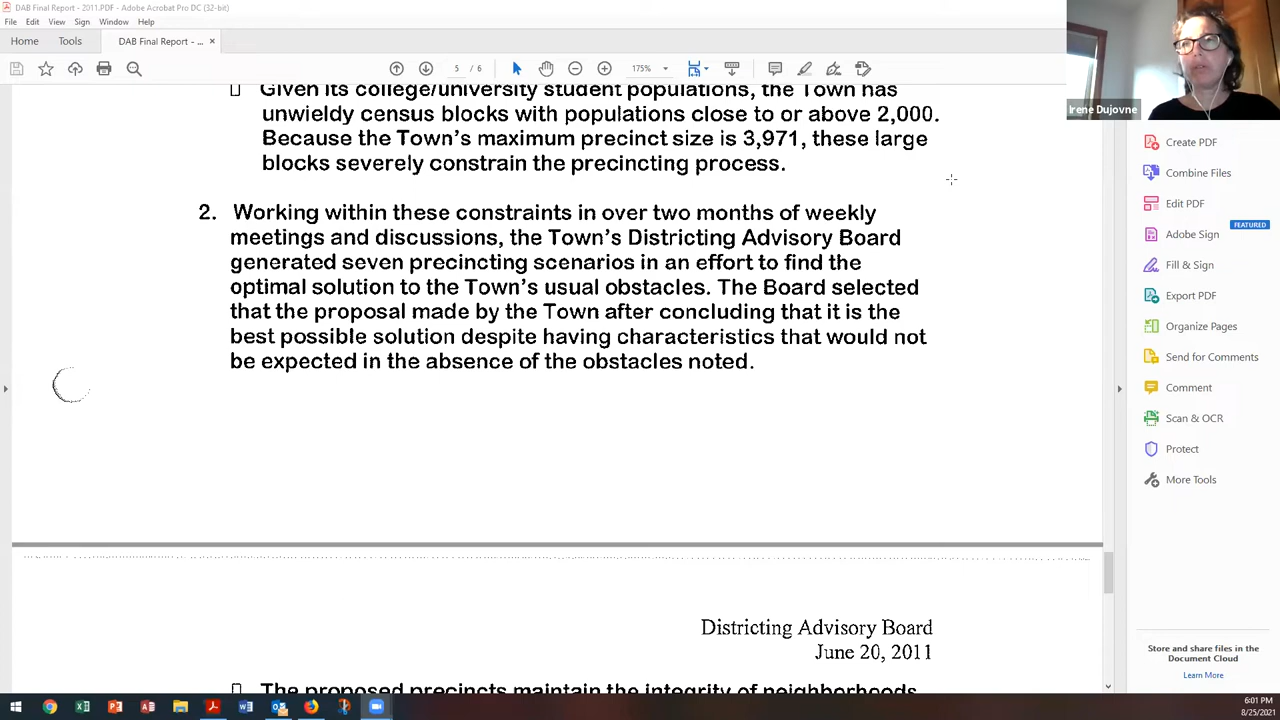 DAB Final Report - 2011.PDF - Adobe Acrobat Pro DC (32-bit)
File Edit View Sign Window Help
Home Tools DAB Final Report - ... ×
5 / 6 175%
Irene Dujovne
Given its college/university student populations, the Town has
unwieldy census blocks with populations close to or above 2,000.
Because the Town's maximum precinct size is 3,971, these large
blocks severely constrain the precincting process.
2. Working within these constraints in over two months of weekly
meetings and discussions, the Town's Districting Advisory Board
generated seven precincting scenarios in an effort to find the
optimal solution to the Town's usual obstacles. The Board selected
that the proposal made by the Town after concluding that it is the
best possible solution despite having characteristics that would not
be expected in the absence of the obstacles noted.
Districting Advisory Board
June 20, 2011
The proposed precincts maintain the integrity of neighborhoods
Create PDF
Combine Files
Edit PDF
FEATURED
Adobe Sign
Fill & Sign
Export PDF
Organize Pages
Send for Comments
Comment
Scan & OCR
Protect
More Tools
Store and share files in the
Document Cloud
Learn More
6:01 PM
8/25/2021